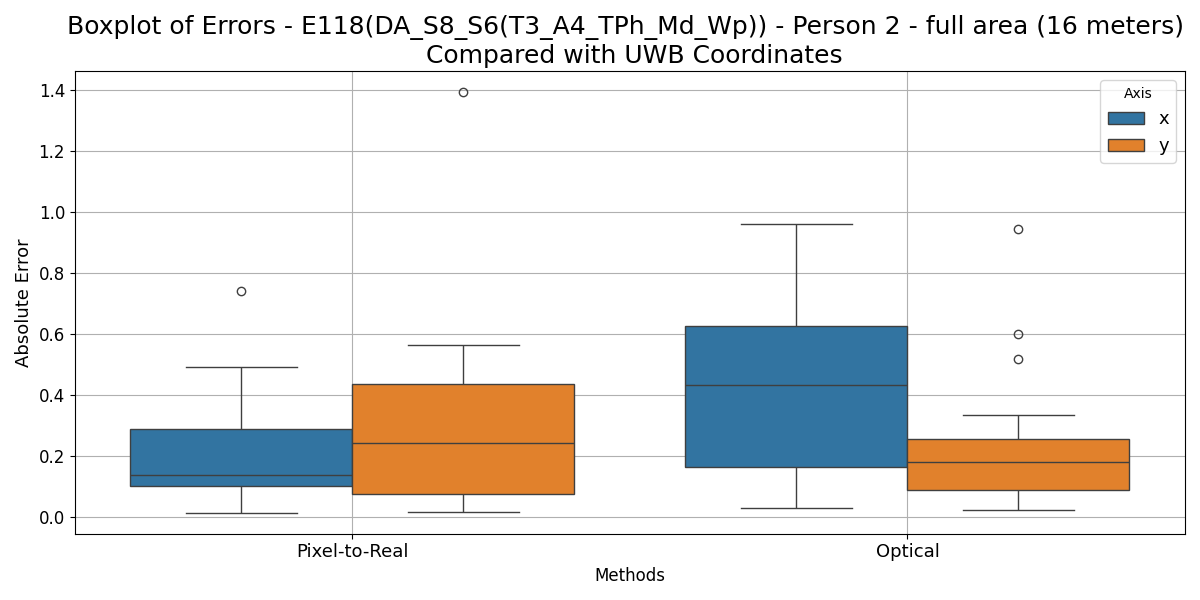 Boxplot of Errors - E118(DA_S8_S6(T3_A4_TPh_Md_Wp)) - Person 2 - full area (16 meters)
Compared with UWB Coordinates
Axis
x
y
Absolute Error
1.4
1.2
1.0
0.8
0.6
0.4
0.2
0.0
Pixel-to-Real
Optical
Methods